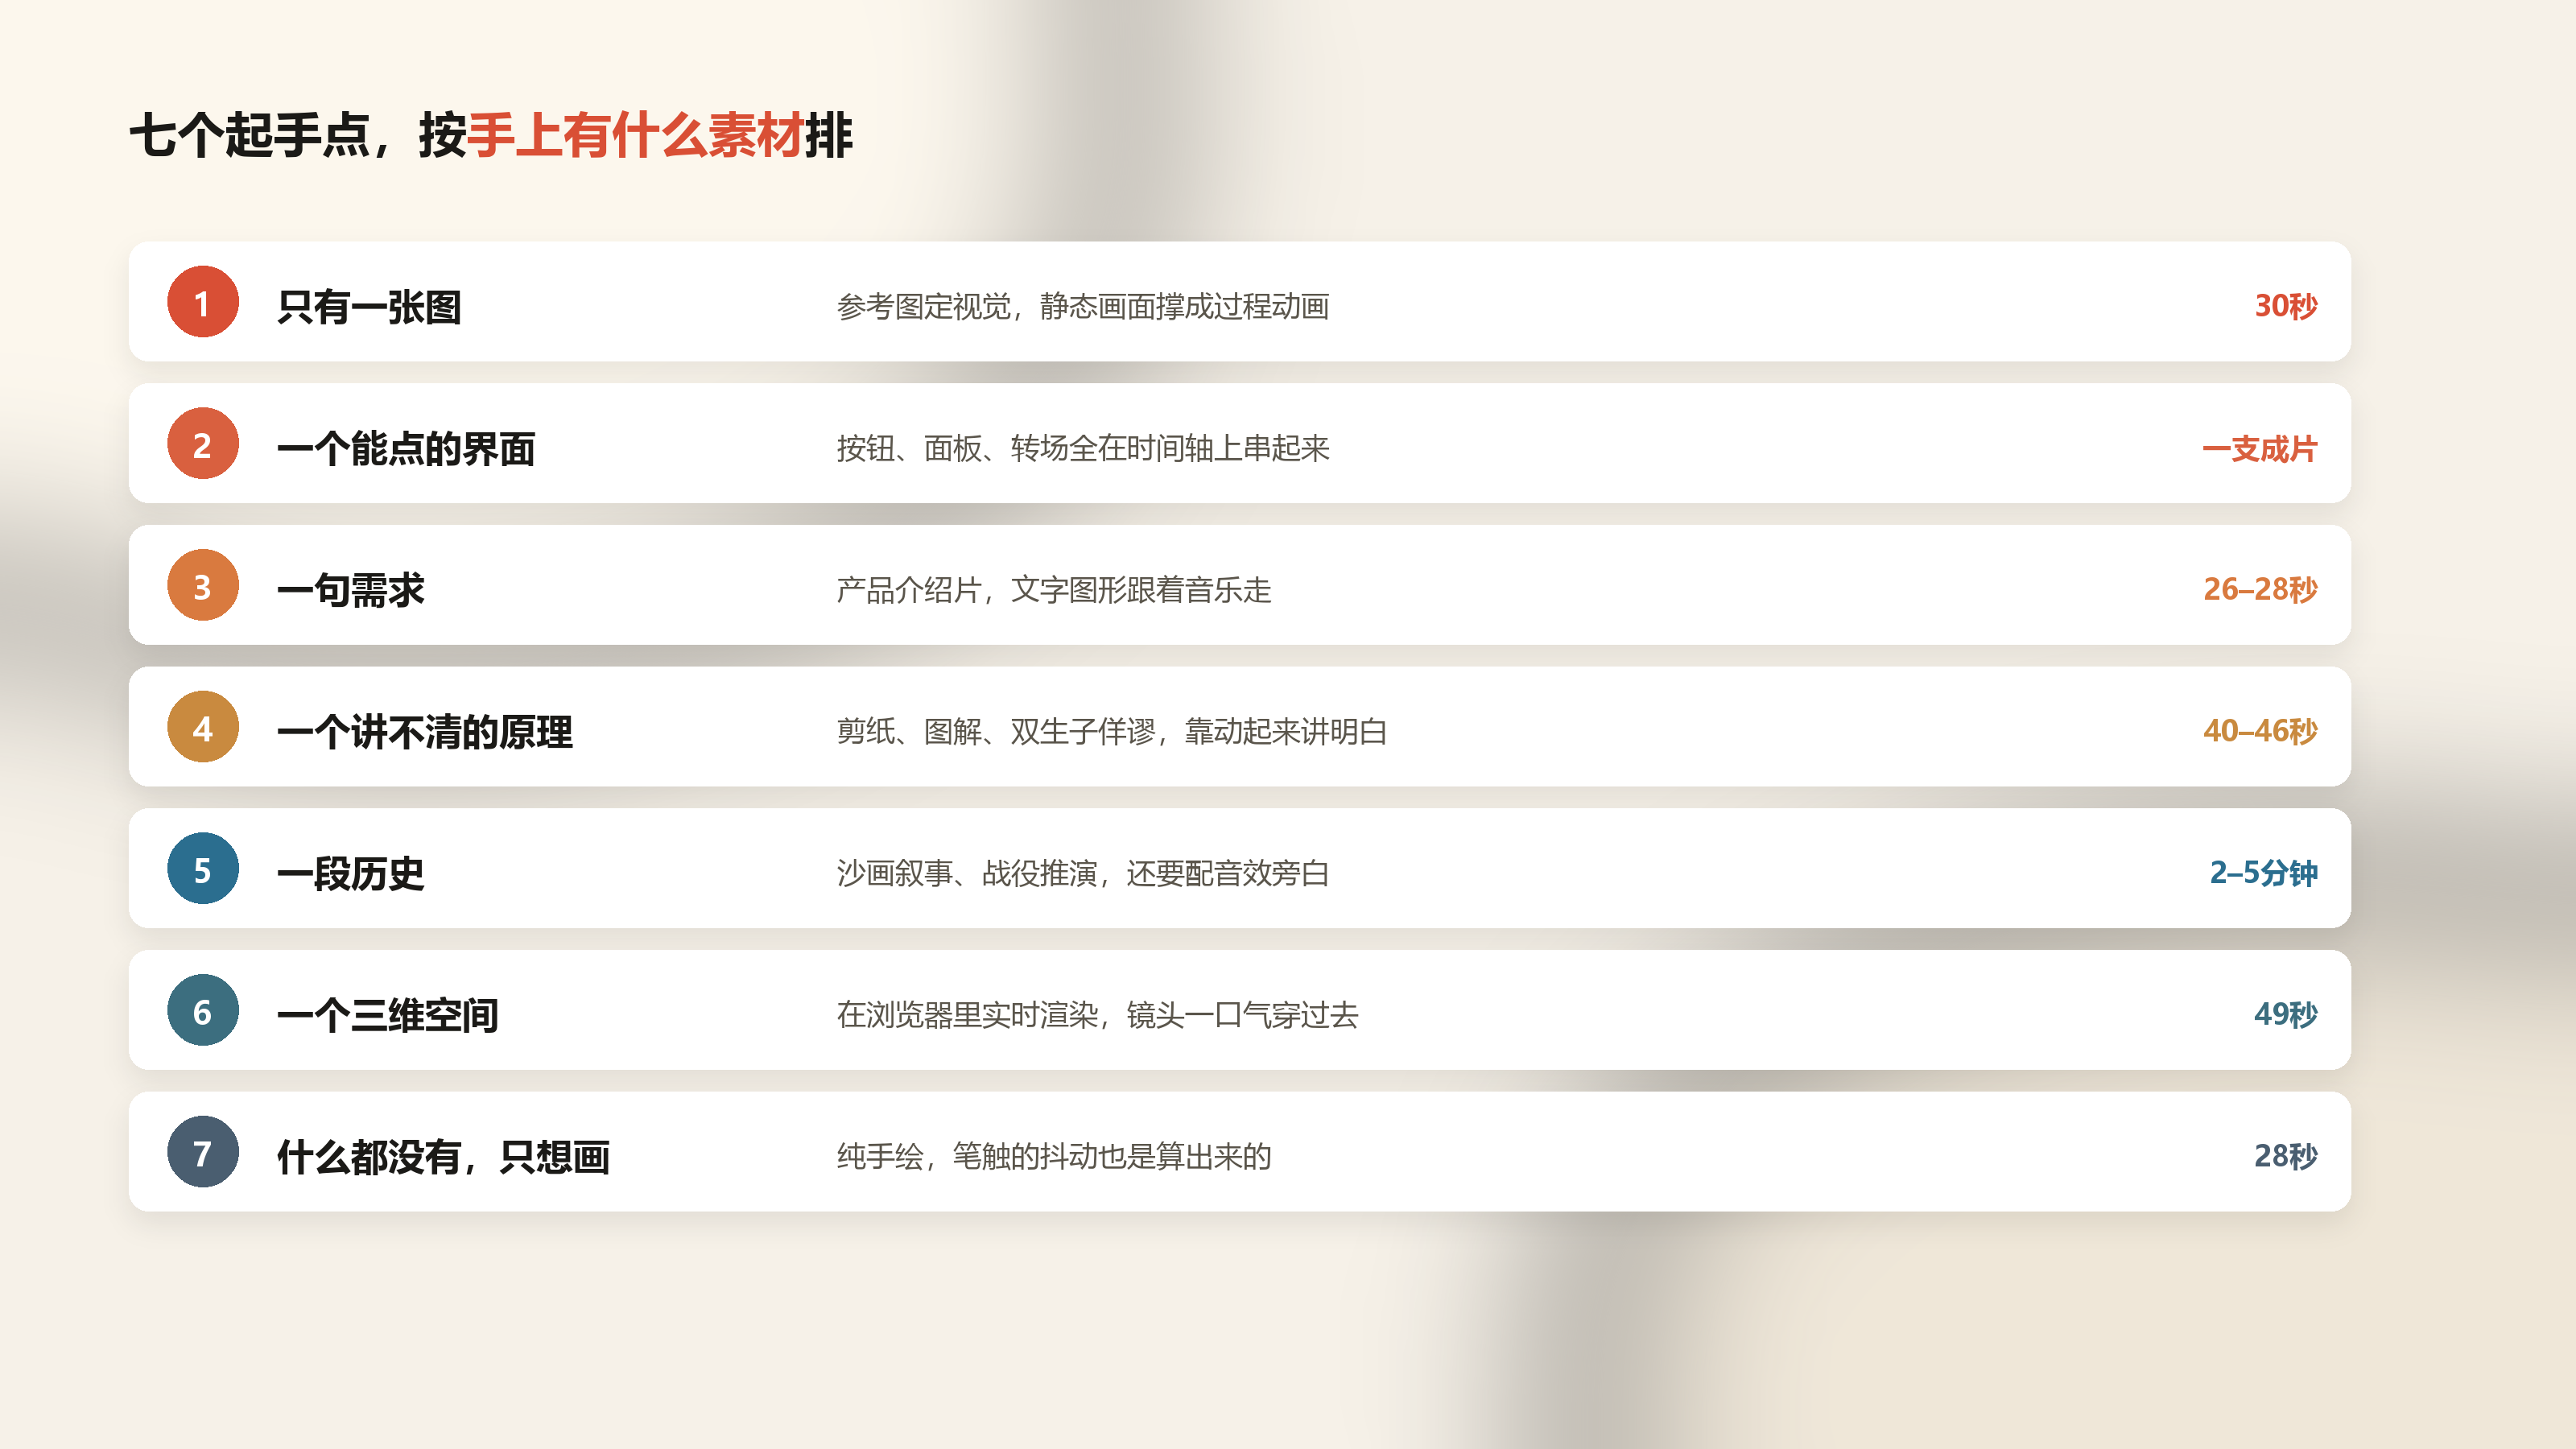 七个起手点，按手上有什么素材排
1 只有一张图 参考图定视觉，静态画面撑成过程动画 30秒
2 一个能点的界面 按钮、面板、转场全在时间轴上串起来 一支成片
3 一句需求 产品介绍片，文字图形跟着音乐走 26–28秒
4 一个讲不清的原理 剪纸、图解、双生子佯谬，靠动起来讲明白 40–46秒
5 一段历史 沙画叙事、战役推演，还要配音效旁白 2–5分钟
6 一个三维空间 在浏览器里实时渲染，镜头一口气穿过去 49秒
7 什么都没有，只想画 纯手绘，笔触的抖动也是算出来的 28秒